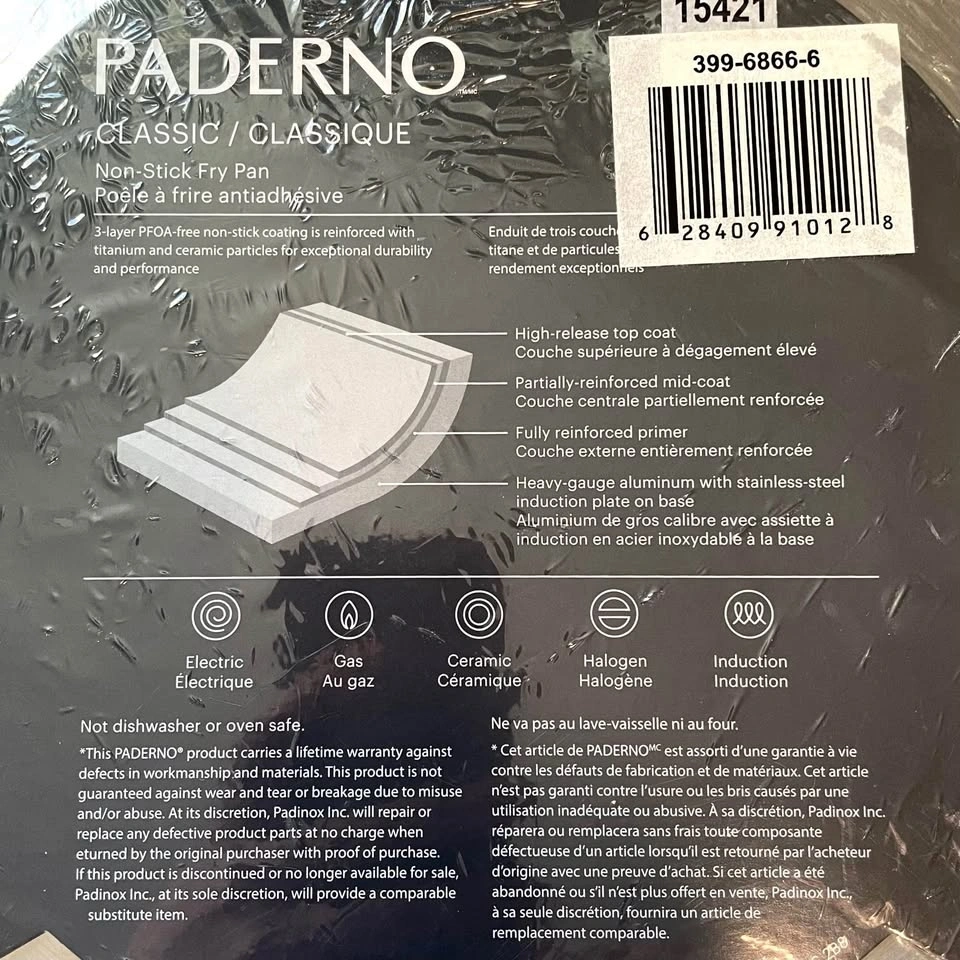 15421
399-6866-6
6 28409 91012 8
PADERNO
CLASSIC / CLASSIQUE
Non-Stick Fry Pan
Poêle à frire antiadhésive
3-layer PFOA-free non-stick coating is reinforced with
titanium and ceramic particles for exceptional durability
and performance
Enduit de trois
titane et de particules
rendement exceptionnels
High-release top coat
Couche supérieure à dégagement élevé
Partially-reinforced mid-coat
Couche centrale partiellement renforcée
Fully reinforced primer
Couche externe entièrement renforcée
Heavy-gauge aluminum with stainless-steel
induction plate on base
Aluminium de gros calibre avec assiette à
induction en acier inoxydable à la base
Electric
Électrique
Gas
Au gaz
Ceramic
Céramique
Halogen
Halogène
Induction
Induction
Not dishwasher or oven safe.
*This PADERNO® product carries a lifetime warranty against
defects in workmanship and materials. This product is not
guaranteed against wear and tear or breakage due to misuse
and/or abuse. At its discretion, Padinox Inc. will repair or
replace any defective product parts at no charge when
eturned by the original purchaser with proof of purchase.
If this product is discontinued or no longer available for sale,
Padinox Inc., at its sole discretion, will provide a comparable
substitute item.
Ne va pas au lave-vaisselle ni au four.
* Cet article de PADERNOᴹᶜ est assorti d'une garantie à vie
contre les défauts de fabrication et de matériaux. Cet article
n'est pas garanti contre l'usure ou les bris causés par une
utilisation inadéquate ou abusive. À sa discrétion, Padinox Inc.
réparera ou remplacera sans frais toute composante
défectueuse d'un article lorsqu'il est retourné par l'acheteur
d'origine avec une preuve d'achat. Si cet article a été
abandonné ou s'il n'est plus offert en vente, Padinox Inc.,
à sa seule discrétion, fournira un article de
remplacement comparable.